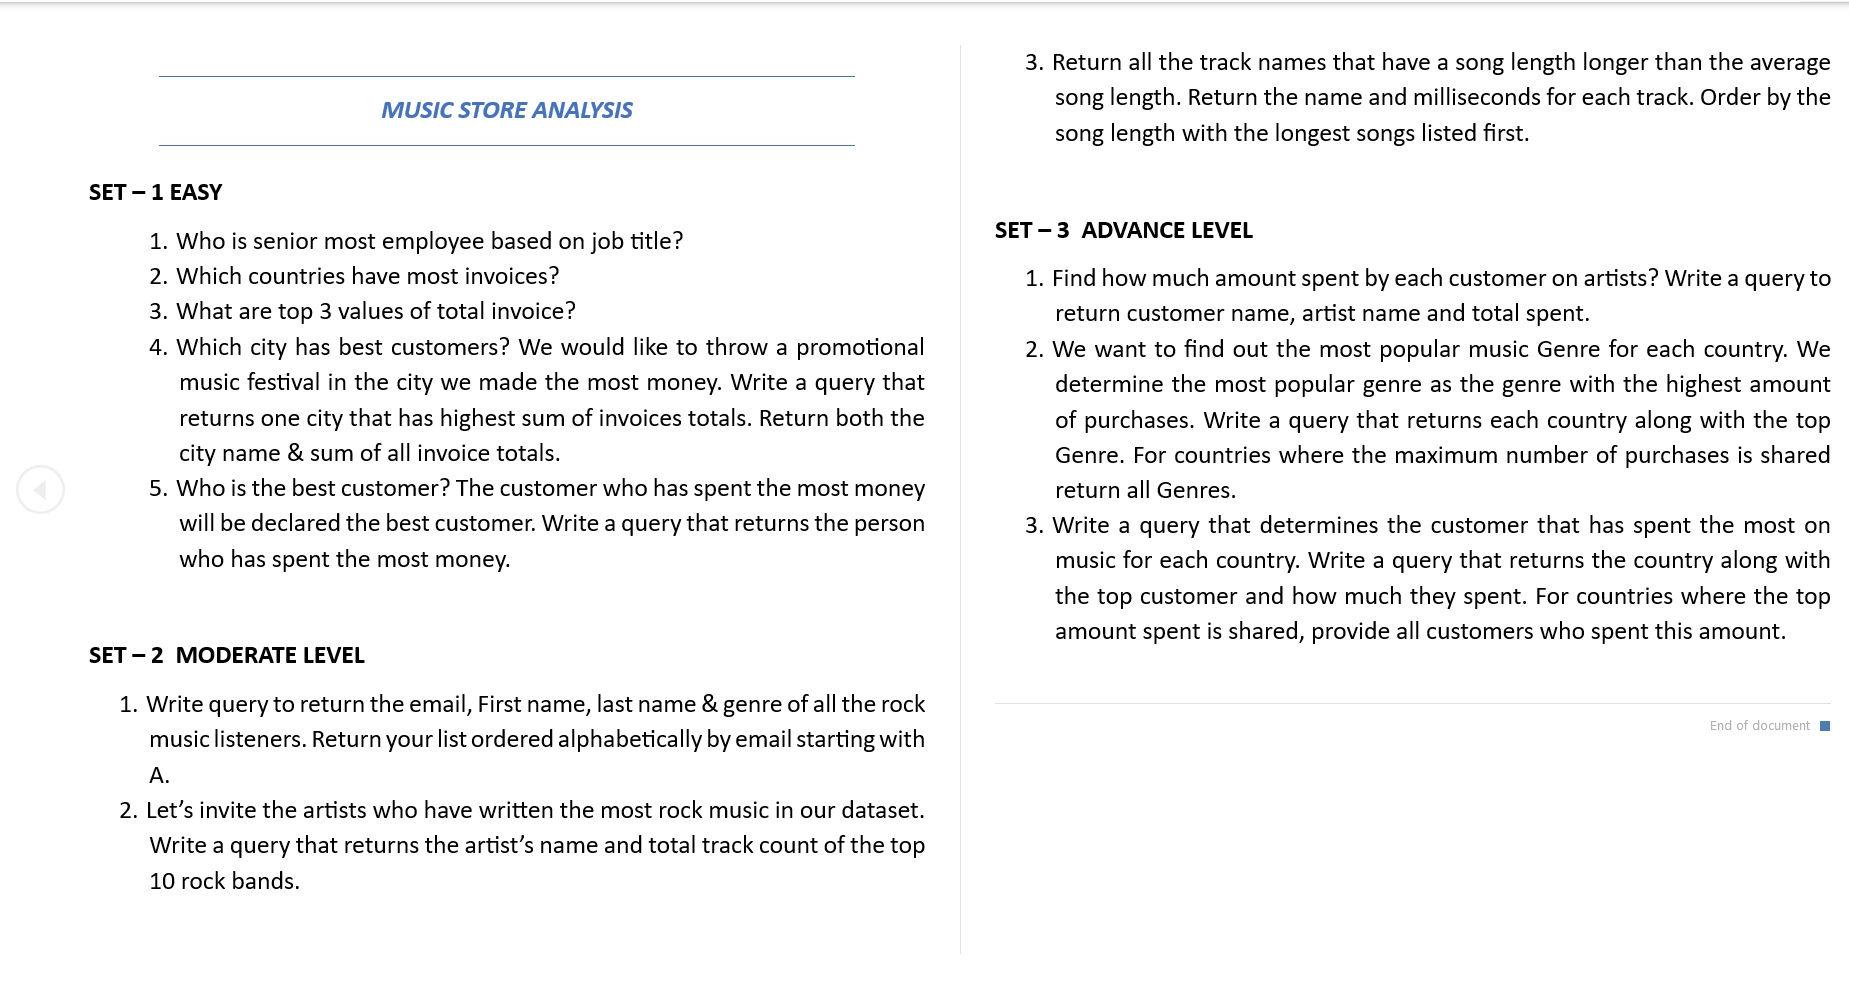 MUSIC STORE ANALYSIS
SET – 1 EASY
1. Who is senior most employee based on job title?
2. Which countries have most invoices?
3. What are top 3 values of total invoice?
4. Which city has best customers? We would like to throw a promotional
music festival in the city we made the most money. Write a query that
returns one city that has highest sum of invoices totals. Return both the
city name & sum of all invoice totals.
5. Who is the best customer? The customer who has spent the most money
will be declared the best customer. Write a query that returns the person
who has spent the most money.
SET – 2  MODERATE LEVEL
1. Write query to return the email, First name, last name & genre of all the rock
music listeners. Return your list ordered alphabetically by email starting with
A.
2. Let’s invite the artists who have written the most rock music in our dataset.
Write a query that returns the artist’s name and total track count of the top
10 rock bands.
3. Return all the track names that have a song length longer than the average
song length. Return the name and milliseconds for each track. Order by the
song length with the longest songs listed first.
SET – 3  ADVANCE LEVEL
1. Find how much amount spent by each customer on artists? Write a query to
return customer name, artist name and total spent.
2. We want to find out the most popular music Genre for each country. We
determine the most popular genre as the genre with the highest amount
of purchases. Write a query that returns each country along with the top
Genre. For countries where the maximum number of purchases is shared
return all Genres.
3. Write a query that determines the customer that has spent the most on
music for each country. Write a query that returns the country along with
the top customer and how much they spent. For countries where the top
amount spent is shared, provide all customers who spent this amount.
End of document